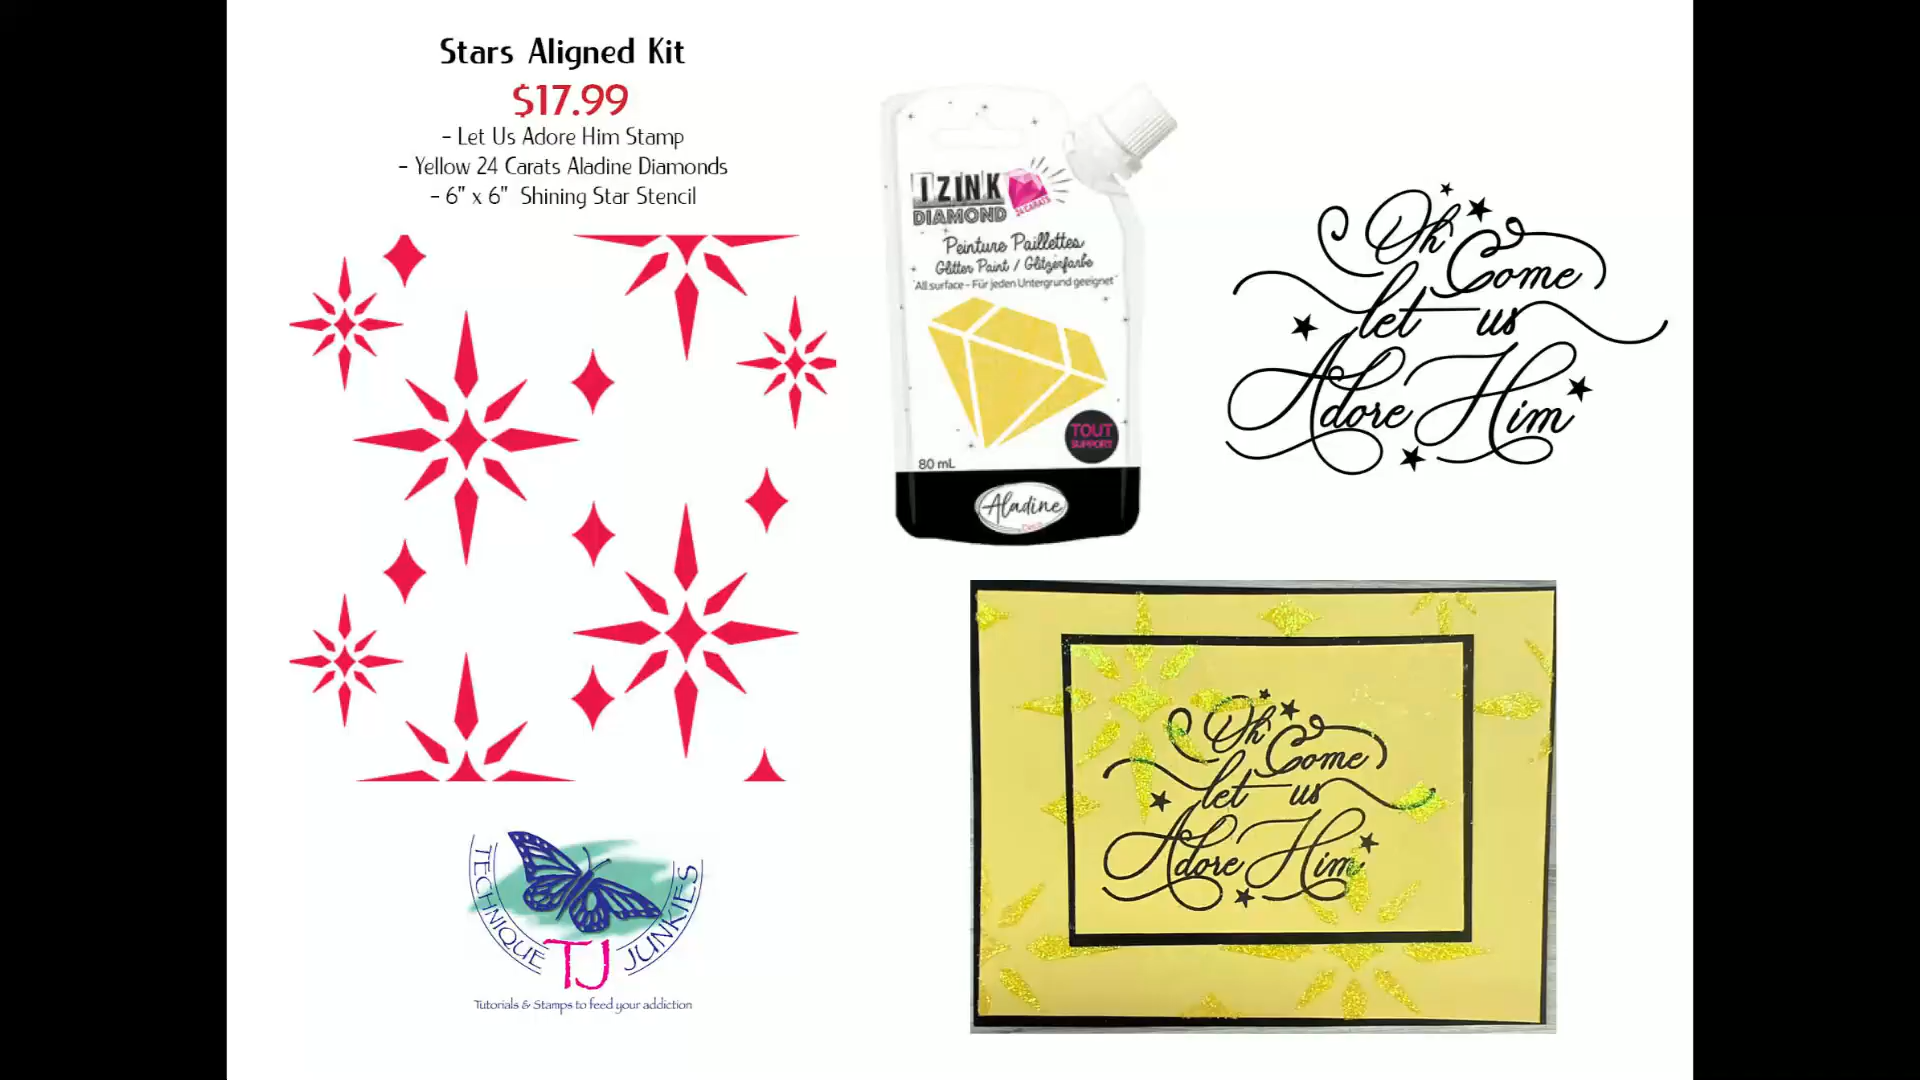 Stars Aligned Kit
$17.99
- Let Us Adore Him Stamp
- Yellow 24 Carats Aladine Diamonds
- 6" x 6" Shining Star Stencil
IZINK
DIAMOND
24 CARATS
Peinture Paillettes
Glitter Paint / Glitzerfarbe
All surface - Für jeden Untergrund geeignet
TOUT
SUPPORT
80 mL
Aladine
Oh
Come
let us
Adore Him
Oh
Come
let us
Adore Him
TECHNIQUE
TJ
JUNKIES
Tutorials & Stamps to feed your addiction